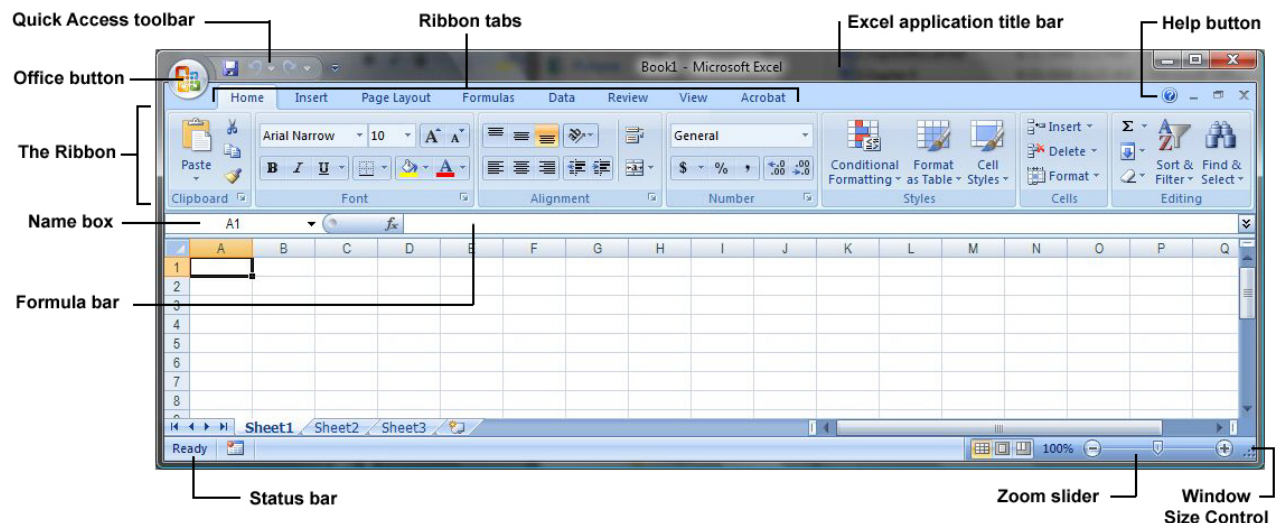 Quick Access toolbar
Ribbon tabs
Excel application title bar
Help button
Office button
Book1 - Microsoft Excel
Home Insert Page Layout Formulas Data Review View Acrobat
The Ribbon
Paste
Arial Narrow 10 A A
B I U A
General
$ % , .0 .00 .00 .0
Conditional Formatting
Format as Table
Cell Styles
Insert
Delete
Format
Σ
Sort & Filter
Find & Select
Clipboard Font Alignment Number Styles Cells Editing
Name box
A1 fx
A B C D E F G H I J K L M N O P Q
1
2
Formula bar
3
4
5
6
7
8
Sheet1 Sheet2 Sheet3
Ready 100%
Status bar
Zoom slider
Window
Size Control